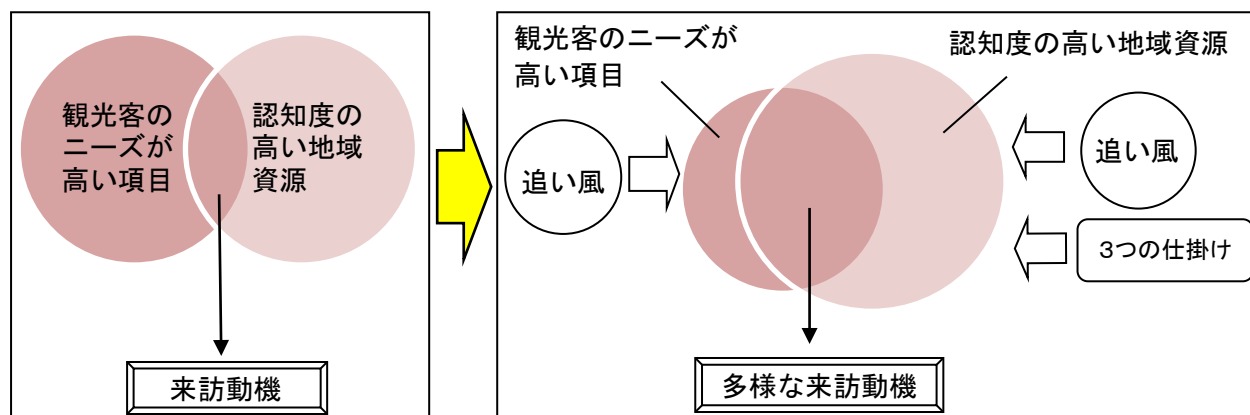 観光客の
ニーズが
高い項目
認知度の
高い地域
資源
来訪動機
観光客のニーズが
高い項目
認知度の高い地域資源
追い風
追い風
3つの仕掛け
多様な来訪動機